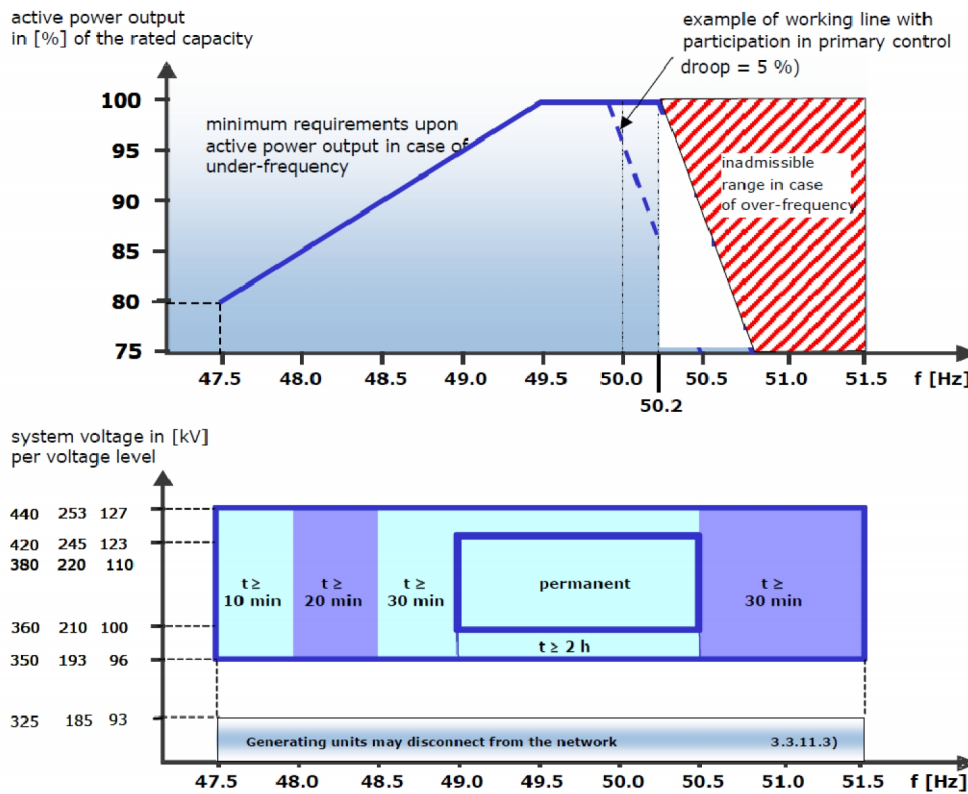 active power output
in [%] of the rated capacity
example of working line with
participation in primary control
droop = 5 %)
100
95
90
85
80
75
minimum requirements upon
active power output in case of
under-frequency
inadmissible
range in case
of over-frequency
47.5 48.0 48.5 49.0 49.5 50.0 50.5 51.0 51.5 f [Hz]
50.2
system voltage in [kV]
per voltage level
440 253 127
420 245 123
380 220 110
360 210 100
350 193 96
325 185 93
t ≥
10 min
t ≥
20 min
t ≥
30 min
permanent
t ≥ 2 h
t ≥
30 min
Generating units may disconnect from the network 3.3.11.3)
47.5 48.0 48.5 49.0 49.5 50.0 50.5 51.0 51.5 f [Hz]